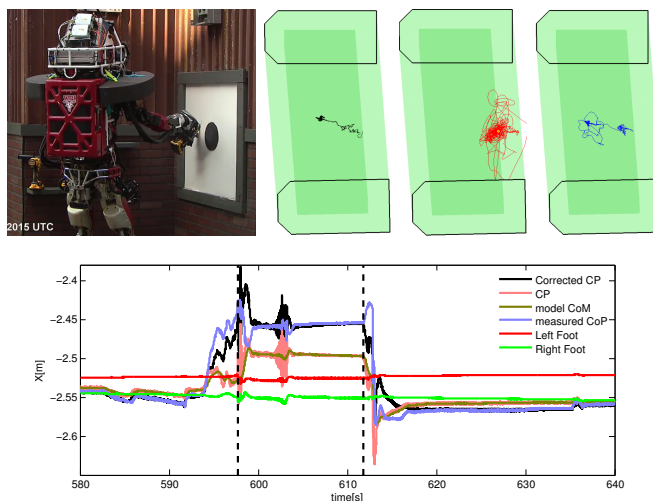 2015 UTC
−2.4
−2.45
−2.5
−2.55
−2.6
X[m]
580
590
600
610
620
630
640
time[s]
Corrected CP
CP
model CoM
measured CoP
Left Foot
Right Foot